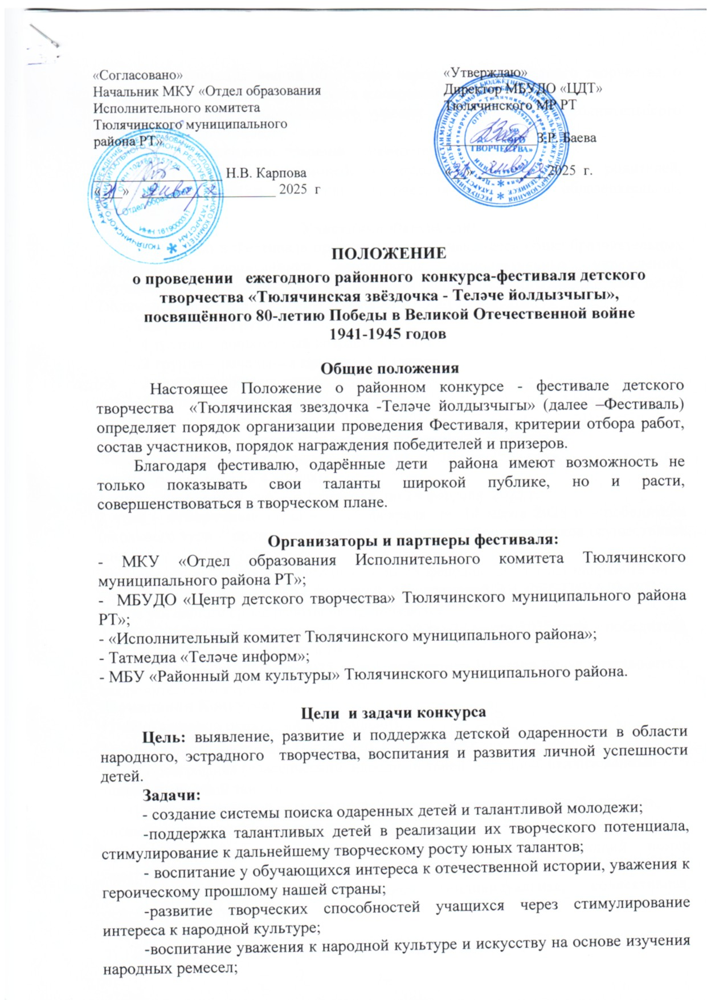 «Согласовано»
Начальник МКУ «Отдел образования
Исполнительного комитета
Тюлячинского муниципального
района РТ»
Н.В. Карпова
«31» января 2025 г
«Утверждаю»
Директор МБУДО «ЦДТ»
Тюлячинского МР РТ
З.Р. Баева
«31» января 2025 г.
ПОЛОЖЕНИЕ
о проведении ежегодного районного конкурса-фестиваля детского
творчества «Тюлячинская звёздочка - Теләче йолдызчыгы»,
посвящённого 80-летию Победы в Великой Отечественной войне
1941-1945 годов
Общие положения
Настоящее Положение о районном конкурсе - фестивале детского
творчества «Тюлячинская звездочка -Теләче йолдызчыгы» (далее –Фестиваль)
определяет порядок организации проведения Фестиваля, критерии отбора работ,
состав участников, порядок награждения победителей и призеров.
Благодаря фестивалю, одарённые дети района имеют возможность не
только показывать свои таланты широкой публике, но и расти,
совершенствоваться в творческом плане.
Организаторы и партнеры фестиваля:
- МКУ «Отдел образования Исполнительного комитета Тюлячинского
муниципального района РТ»;
- МБУДО «Центр детского творчества» Тюлячинского муниципального района
РТ»;
- «Исполнительный комитет Тюлячинского муниципального района»;
- Татмедиа «Теләче информ»;
- МБУ «Районный дом культуры» Тюлячинского муниципального района.
Цели и задачи конкурса
Цель: выявление, развитие и поддержка детской одаренности в области
народного, эстрадного творчества, воспитания и развития личной успешности
детей.
Задачи:
- создание системы поиска одаренных детей и талантливой молодежи;
-поддержка талантливых детей в реализации их творческого потенциала,
стимулирование к дальнейшему творческому росту юных талантов;
- воспитание у обучающихся интереса к отечественной истории, уважения к
героическому прошлому нашей страны;
-развитие творческих способностей учащихся через стимулирование
интереса к народной культуре;
-воспитание уважения к народной культуре и искусству на основе изучения
народных ремесел;